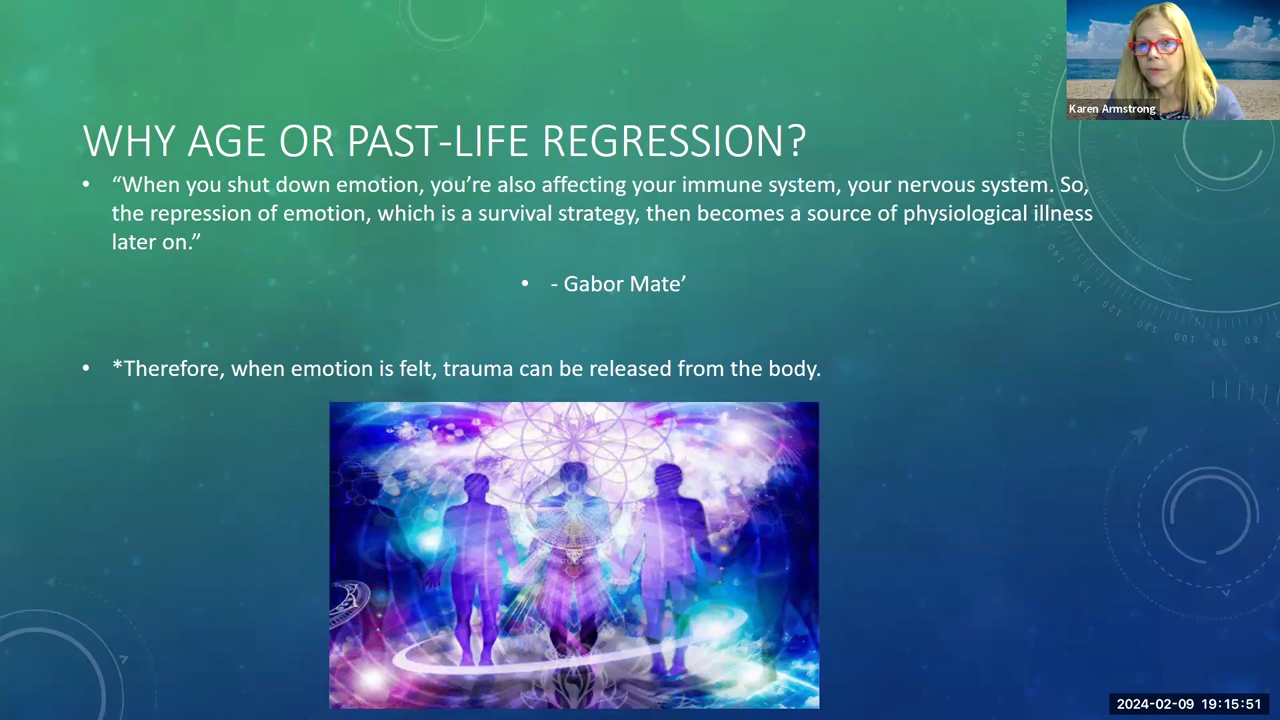 Karen Armstrong
WHY AGE OR PAST-LIFE REGRESSION?
• “When you shut down emotion, you’re also affecting your immune system, your nervous system. So,
the repression of emotion, which is a survival strategy, then becomes a source of physiological illness
later on.”
• - Gabor Mate’
• *Therefore, when emotion is felt, trauma can be released from the body.
2024-02-09 19:15:51